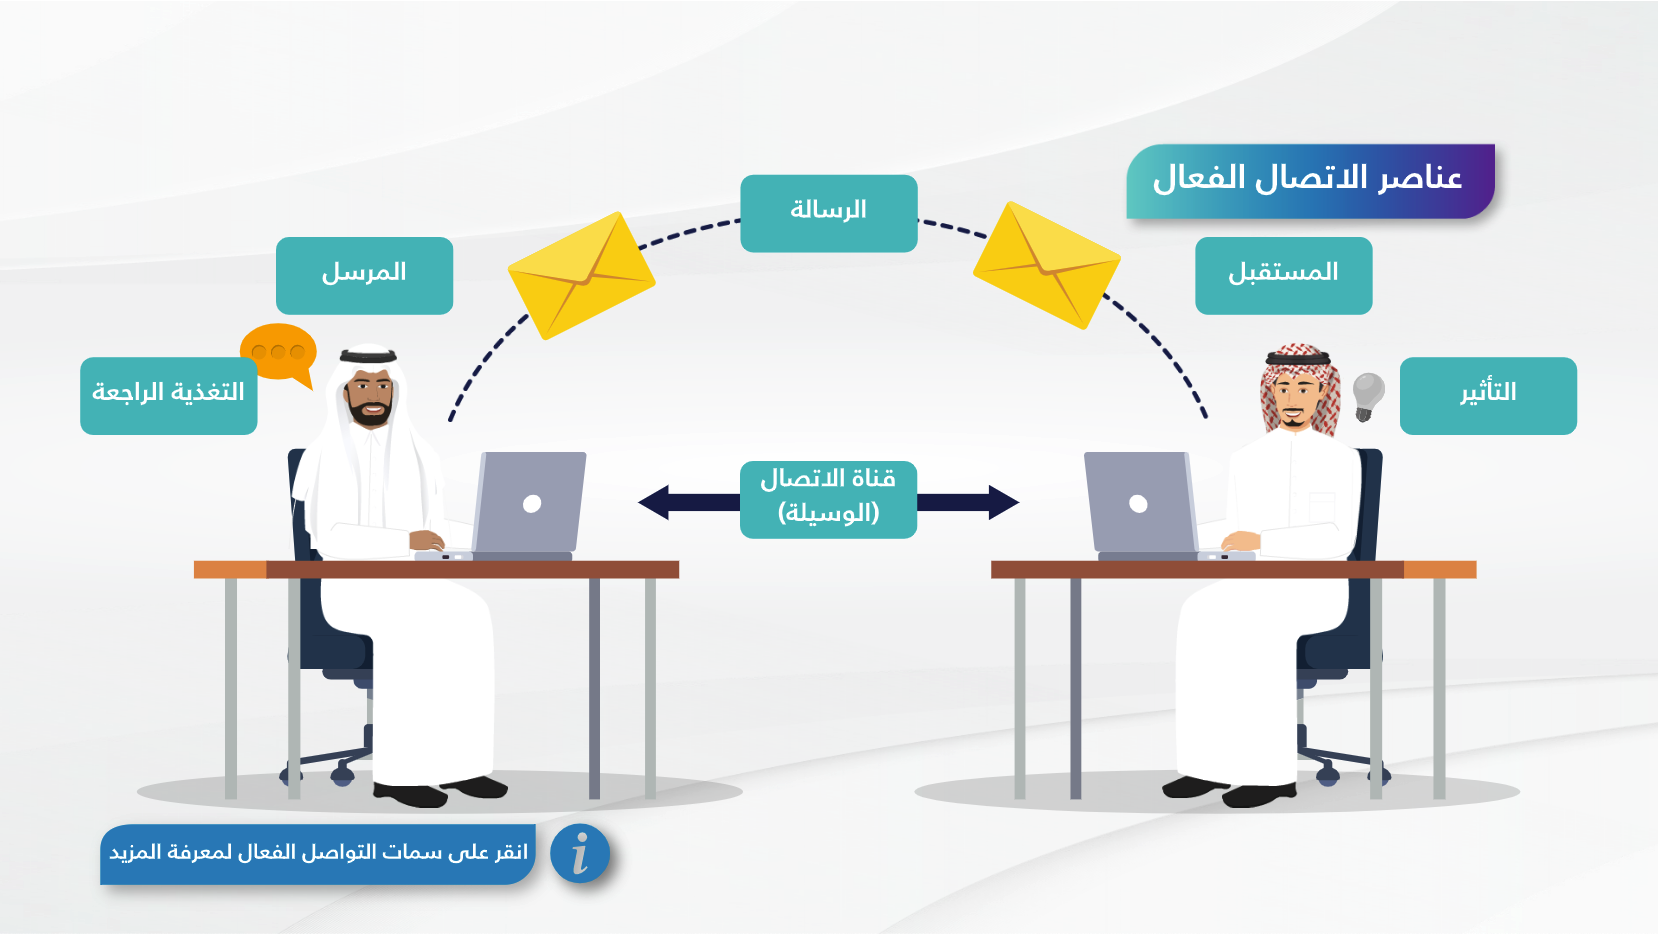 عناصر الاتصال الفعال
الرسالة
المستقبل
المرسل
التأثير
التغذية الراجعة
قناة الاتصال
(الوسيلة)
انقر على سمات التواصل الفعال لمعرفة المزيد
i